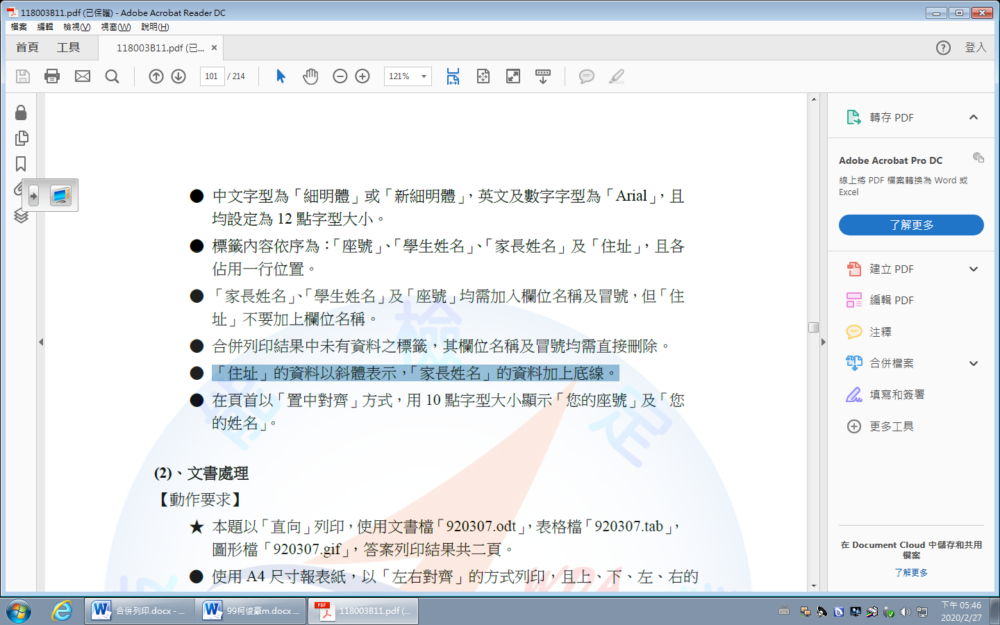 118003B11.pdf (已保護) - Adobe Acrobat Reader DC
檔案 編輯 檢視(V) 視窗(W) 說明(H)
首頁 工具 118003B11.pdf (已... × 登入
101 / 214 121%
中文字型為「細明體」或「新細明體」，英文及數字字型為「Arial」，且
均設定為 12 點字型大小。
標籤內容依序為：「座號」、「學生姓名」、「家長姓名」及「住址」，且各
佔用一行位置。
「家長姓名」、「學生姓名」及「座號」均需加入欄位名稱及冒號，但「住
址」不要加上欄位名稱。
合併列印結果中未有資料之標籤，其欄位名稱及冒號均需直接刪除。
「住址」的資料以斜體表示，「家長姓名」的資料加上底線。
在頁首以「置中對齊」方式，用 10 點字型大小顯示「您的座號」及「您
的姓名」。
(2)、文書處理
【動作要求】
★ 本題以「直向」列印，使用文書檔「920307.odt」，表格檔「920307.tab」，
圖形檔「920307.gif」，答案列印結果共二頁。
使用 A4 尺寸報表紙，以「左右對齊」的方式列印，且上、下、左、右的
檢
定
轉存 PDF
Adobe Acrobat Pro DC
線上將 PDF 檔案轉換為 Word 或
Excel
了解更多
建立 PDF
編輯 PDF
注釋
合併檔案
填寫和簽署
更多工具
在 Document Cloud 中儲存和共用
檔案
了解更多
合併列印.docx - ...
99柯俊豪m.docx ...
118003B11.pdf (...
下午 05:46
2020/2/27